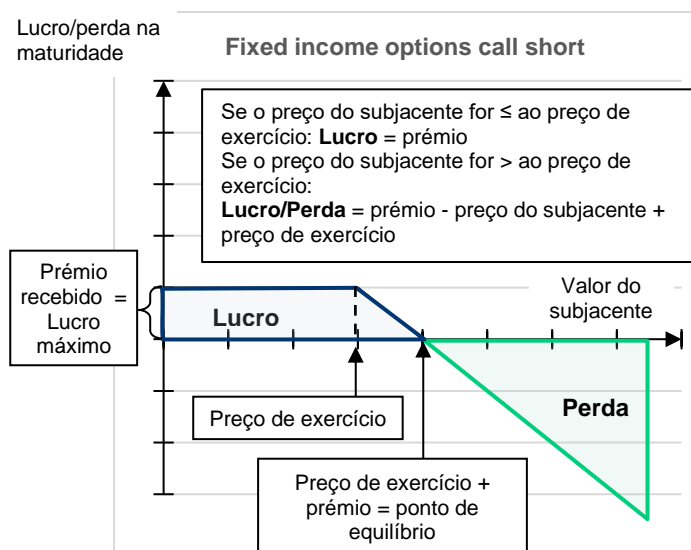 Lucro/perda na
maturidade
Fixed income options call short
Se o preço do subjacente for ≤ ao preço de
exercício: Lucro = prémio
Se o preço do subjacente for > ao preço de
exercício:
Lucro/Perda = prémio - preço do subjacente +
preço de exercício
Prémio
recebido =
Lucro
máximo
Lucro
Valor do
subjacente
Preço de exercício
Perda
Preço de exercício +
prémio = ponto de
equilíbrio